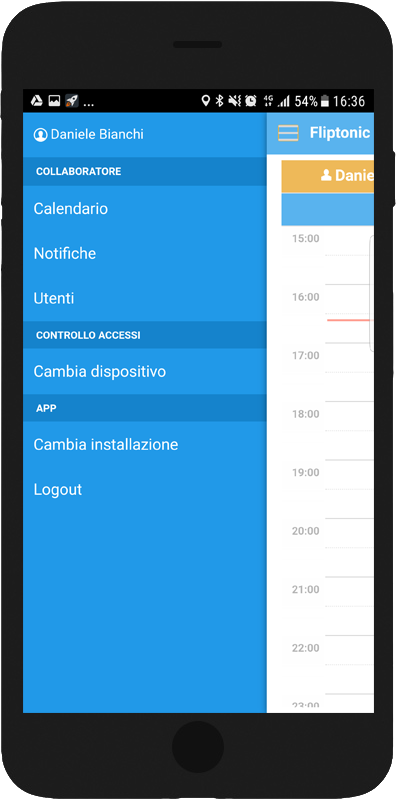 ... 4G 54% 16:36
Daniele Bianchi
COLLABORATORE
Calendario
Notifiche
Utenti
CONTROLLO ACCESSI
Cambia dispositivo
APP
Cambia installazione
Logout
Fliptonic
Danie
15:00
16:00
17:00
18:00
19:00
20:00
21:00
22:00
23:00